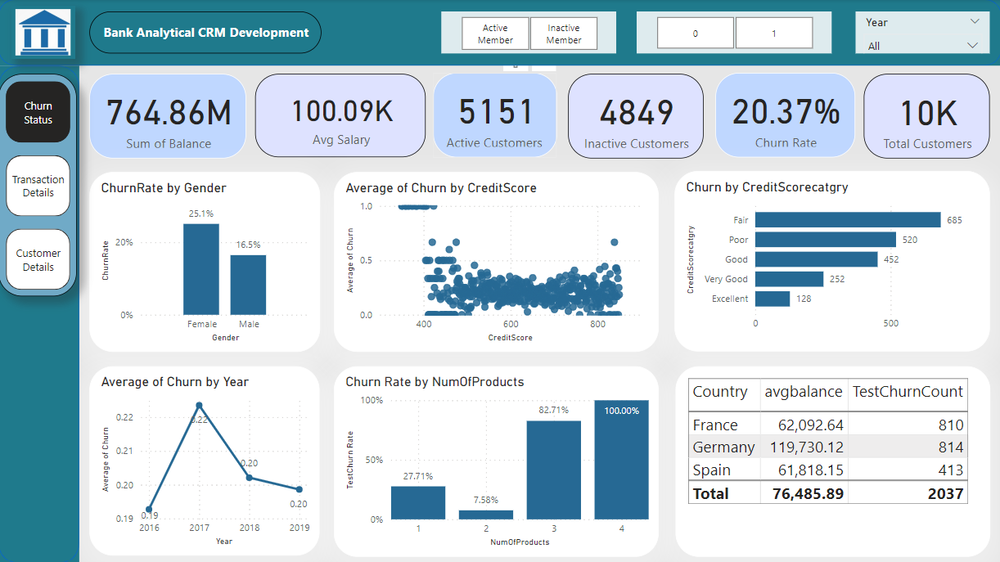 Bank Analytical CRM Development
Active
Member
Inactive
Member
0
1
Year
All
Churn
Status
Transaction
Details
Customer
Details
764.86M
Sum of Balance
100.09K
Avg Salary
5151
Active Customers
4849
Inactive Customers
20.37%
Churn Rate
10K
Total Customers
ChurnRate by Gender
ChurnRate
20%
0%
25.1%
16.5%
Female
Male
Gender
Average of Churn by CreditScore
Average of Churn
1.0
0.5
0.0
400
600
800
CreditScore
Churn by CreditScorecatgry
CreditScorecatgry
Fair 685
Poor 520
Good 452
Very Good 252
Excellent 128
0
500
Average of Churn by Year
Average of Churn
0.22
0.21
0.20
0.19
0.19
0.22
0.20
0.20
2016
2017
2018
2019
Year
Churn Rate by NumOfProducts
TestChurn Rate
100%
50%
0%
27.71%
7.58%
82.71%
100.00%
1
2
3
4
NumOfProducts
Country avgbalance TestChurnCount
France 62,092.64 810
Germany 119,730.12 814
Spain 61,818.15 413
Total 76,485.89 2037